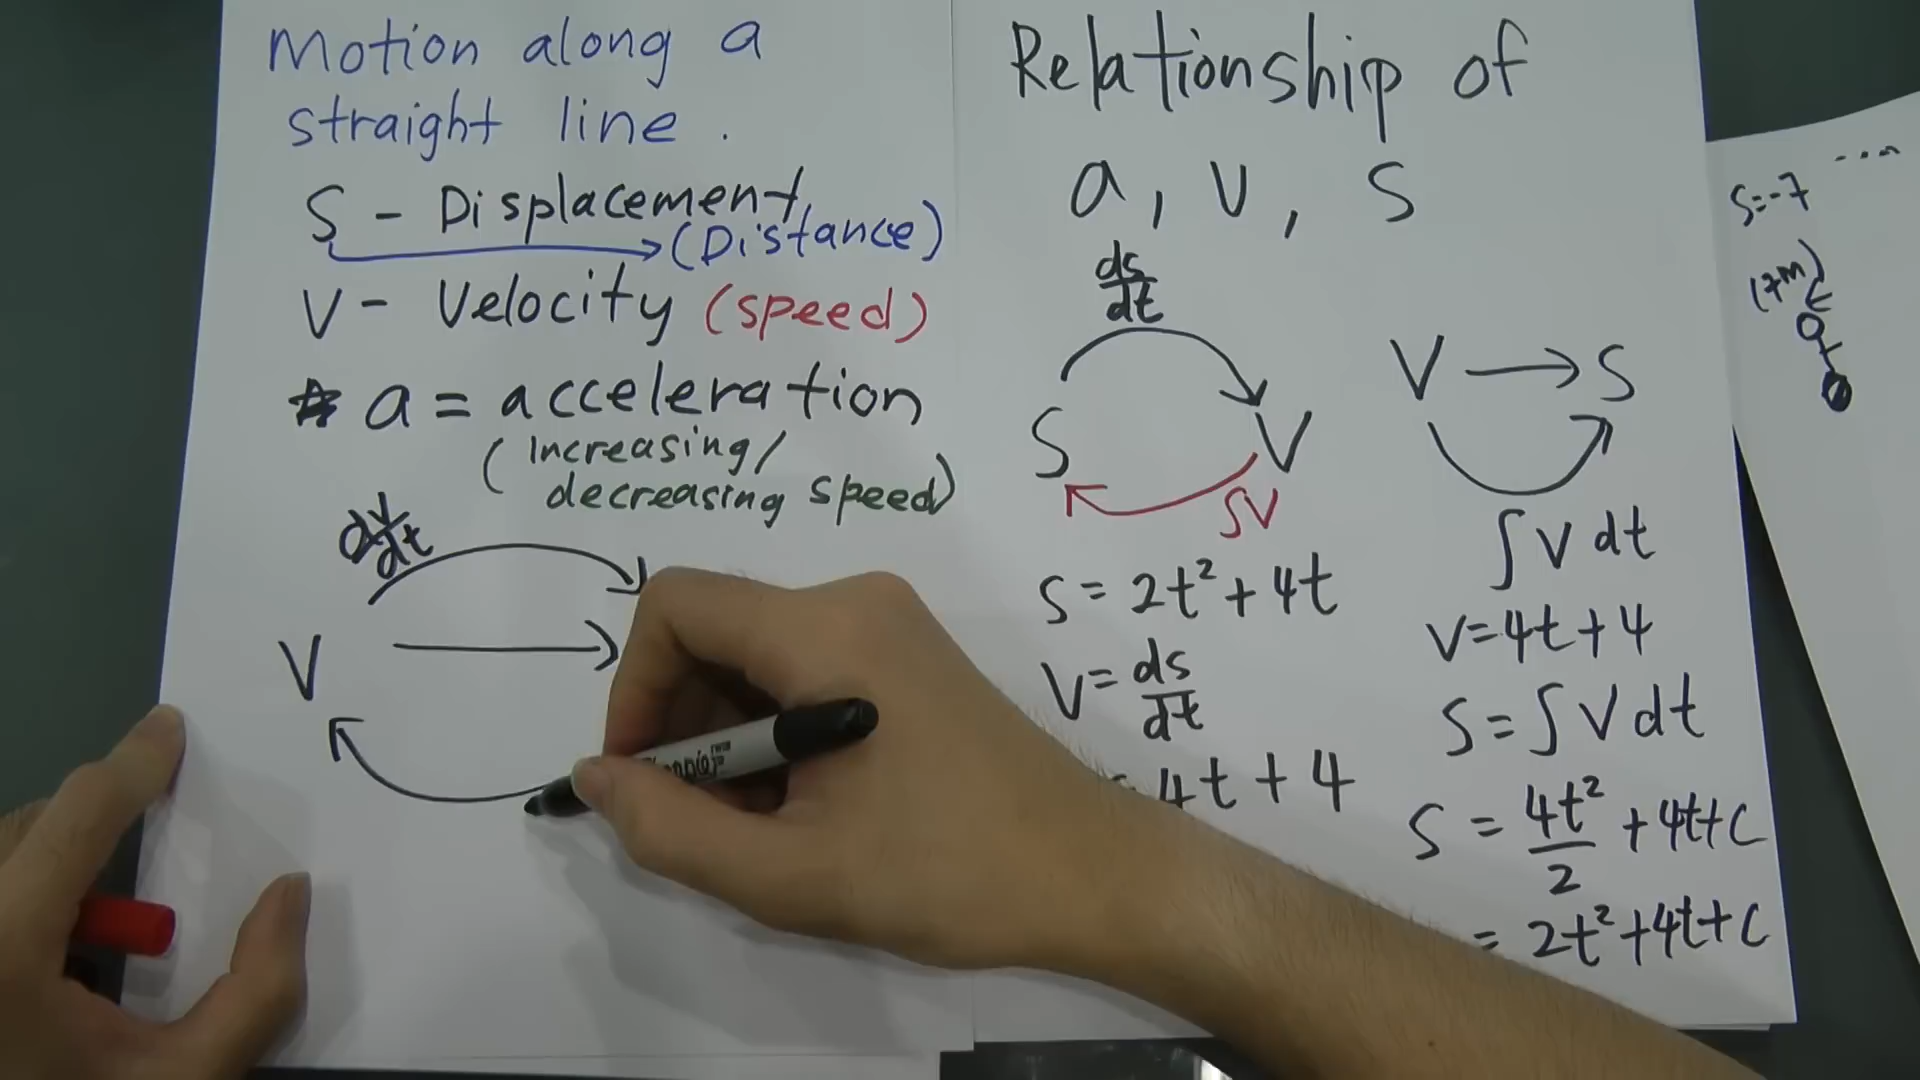 Motion along a
straight line.
S - Displacement
(Distance)
V - Velocity (speed)
* a = acceleration
(Increasing/
decreasing speed)
dv/dt
V
Relationship of
a, v, s
ds/dt
S V
∫V
S = 2t² + 4t
V = ds/dt
= 4t + 4
V → S
∫ V dt
V = 4t + 4
S = ∫ V dt
S = 4t²/2 + 4t + C
= 2t² + 4t + C
S = -7
(7m)